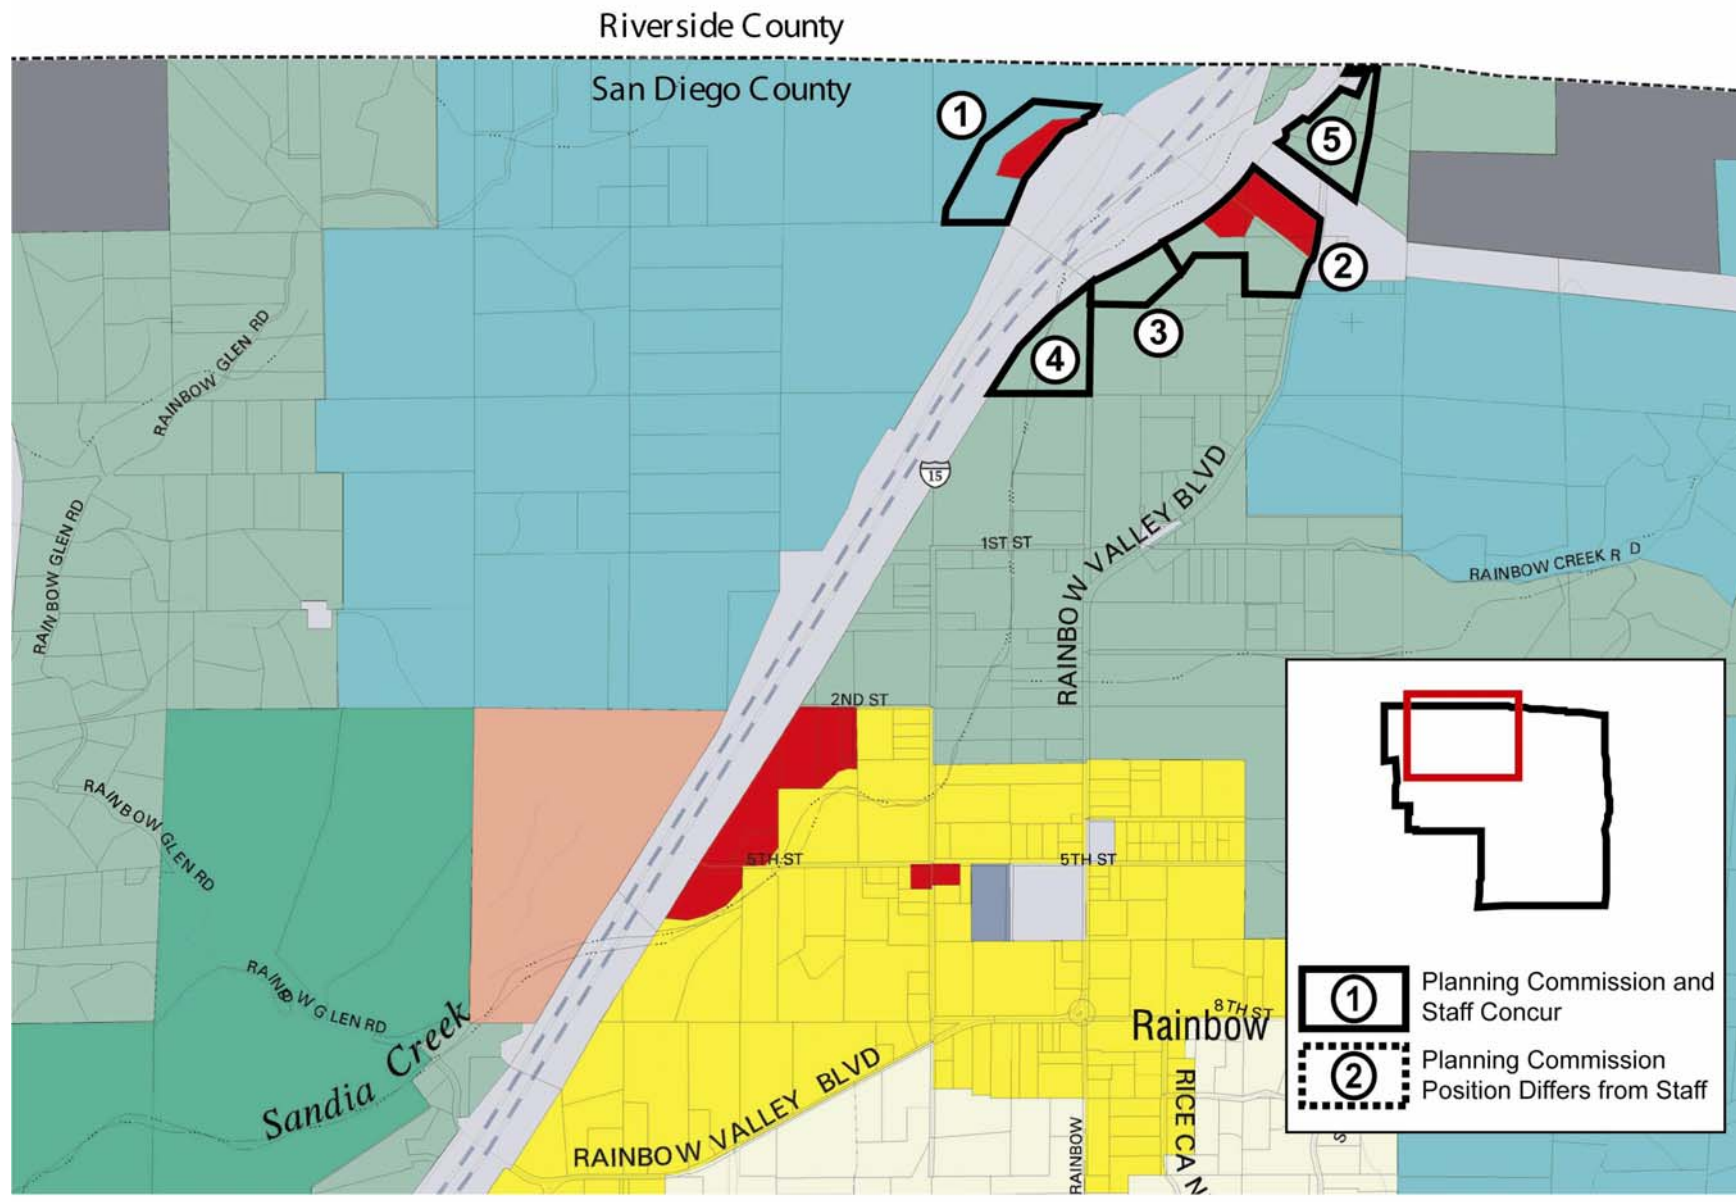 Riverside County
San Diego County
1
5
2
3
4
RAINBOW GLEN RD
15
RAINBOW VALLEY BLVD
RAINBOW GLEN RD
1ST ST
RAINBOW CREEK R D
2ND ST
RAINBOW GLEN RD
5TH ST
5TH ST
RAINBOW GLEN RD
8TH ST
Rainbow
Sandia Creek
RAINBOW VALLEY BLVD
RAINBOW
RICE CAN
S
1
Planning Commission and
Staff Concur
2
Planning Commission
Position Differs from Staff